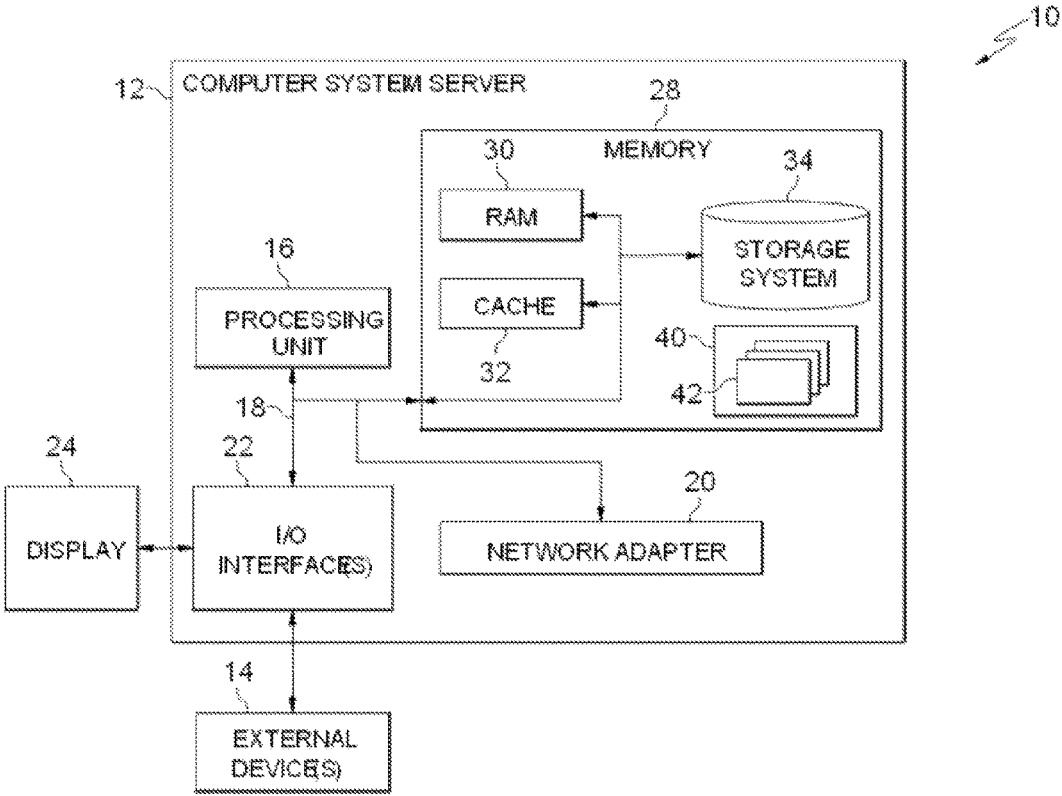 10
12
COMPUTER SYSTEM SERVER
28
MEMORY
30
RAM
34
STORAGE
SYSTEM
16
PROCESSING
UNIT
CACHE
32
40
42
18
24
22
20
DISPLAY
I/O
INTERFACE(S)
NETWORK ADAPTER
14
EXTERNAL
DEVICE(S)